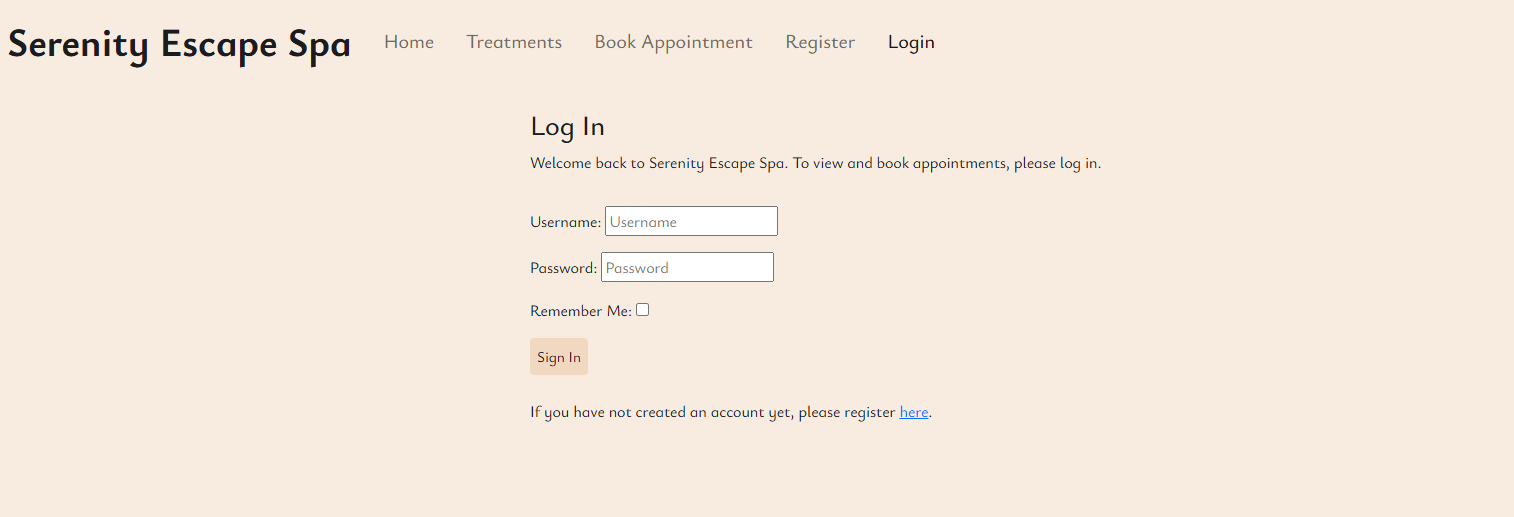 Serenity Escape Spa Home Treatments Book Appointment Register Login
Log In
Welcome back to Serenity Escape Spa. To view and book appointments, please log in.
Username: Username
Password: Password
Remember Me:
Sign In
If you have not created an account yet, please register here.